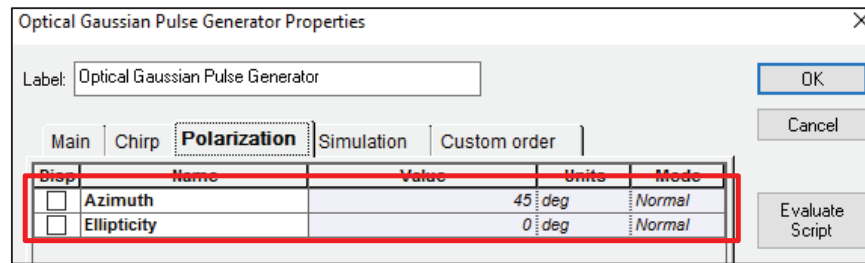 Optical Gaussian Pulse Generator Properties
Label: Optical Gaussian Pulse Generator
OK
Cancel
Main Chirp Polarization Simulation Custom order
Disp Name Value Units Mode
Azimuth 45 deg Normal
Ellipticity 0 deg Normal
Evaluate
Script